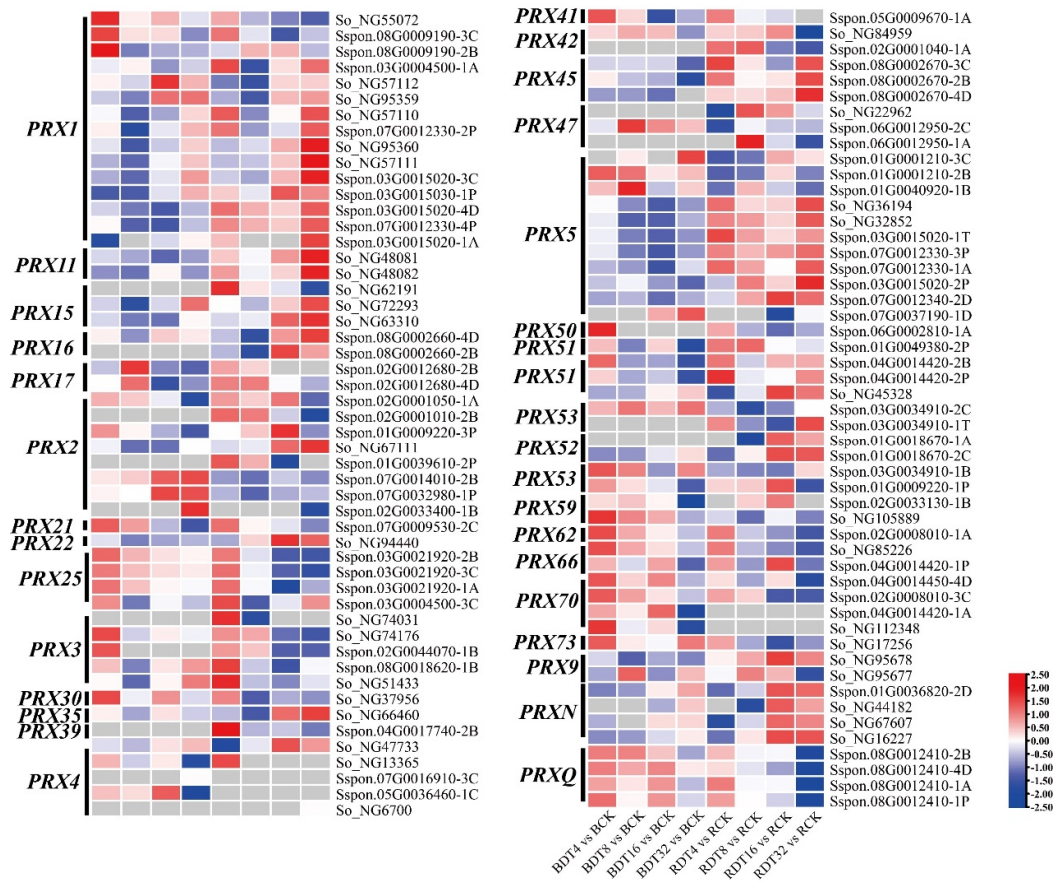 PRX1
So_NG55072
Sspon.08G0009190-3C
Sspon.08G0009190-2B
Sspon.03G0004500-1A
So_NG57112
So_NG95359
So_NG57110
Sspon.07G0012330-2P
So_NG95360
So_NG57111
Sspon.03G0015020-3C
Sspon.03G0015030-1P
Sspon.03G0015020-4D
Sspon.07G0012330-4P
Sspon.03G0015020-1A
PRX11
So_NG48081
So_NG48082
PRX15
So_NG62191
So_NG72293
So_NG63310
PRX16
Sspon.08G0002660-4D
Sspon.08G0002660-2B
PRX17
Sspon.02G0012680-2B
Sspon.02G0012680-4D
PRX2
Sspon.02G0001050-1A
Sspon.02G0001010-2B
Sspon.01G0009220-3P
So_NG67111
Sspon.01G0039610-2P
Sspon.07G0014010-2B
Sspon.07G0032980-1P
Sspon.02G0033400-1B
PRX21
Sspon.07G0009530-2C
PRX22
So_NG94440
PRX25
Sspon.03G0021920-2B
Sspon.03G0021920-3C
Sspon.03G0021920-1A
Sspon.03G0004500-3C
PRX3
So_NG74031
So_NG74176
Sspon.02G0044070-1B
Sspon.08G0018620-1B
So_NG51433
PRX30
So_NG37956
PRX35
So_NG66460
PRX39
Sspon.04G0017740-2B
PRX4
So_NG47733
So_NG13365
Sspon.07G0016910-3C
Sspon.05G0036460-1C
So_NG6700
PRX41
Sspon.05G0009670-1A
PRX42
So_NG84959
Sspon.02G0001040-1A
PRX45
Sspon.08G0002670-3C
Sspon.08G0002670-2B
Sspon.08G0002670-4D
PRX47
So_NG22962
Sspon.06G0012950-2C
Sspon.06G0012950-1A
PRX5
Sspon.01G0001210-3C
Sspon.01G0001210-2B
Sspon.01G0040920-1B
So_NG36194
So_NG32852
Sspon.03G0015020-1T
Sspon.07G0012330-3P
Sspon.07G0012330-1A
Sspon.03G0015020-2P
Sspon.07G0012340-2D
Sspon.07G0037190-1D
PRX50
Sspon.06G0002810-1A
PRX51
Sspon.01G0049380-2P
PRX51
Sspon.04G0014420-2B
Sspon.04G0014420-2P
So_NG45328
PRX53
Sspon.03G0034910-2C
Sspon.03G0034910-1T
PRX52
Sspon.01G0018670-1A
Sspon.01G0018670-2C
PRX53
Sspon.03G0034910-1B
Sspon.01G0009220-1P
PRX59
Sspon.02G0033130-1B
So_NG105889
PRX62
Sspon.02G0008010-1A
PRX66
So_NG85226
Sspon.04G0014420-1P
PRX70
Sspon.04G0014450-4D
Sspon.02G0008010-3C
Sspon.04G0014420-1A
So_NG112348
PRX73
So_NG17256
PRX9
So_NG95678
So_NG95677
PRXN
Sspon.01G0036820-2D
So_NG44182
So_NG67607
So_NG16227
PRXQ
Sspon.08G0012410-2B
Sspon.08G0012410-4D
Sspon.08G0012410-1A
Sspon.08G0012410-1P
BDT4 vs BCK
BDT8 vs BCK
BDT16 vs BCK
BDT32 vs BCK
RDT4 vs RCK
RDT8 vs RCK
RDT16 vs RCK
RDT32 vs RCK
2.50
2.00
1.50
1.00
0.50
0.00
-0.50
-1.00
-1.50
-2.00
-2.50